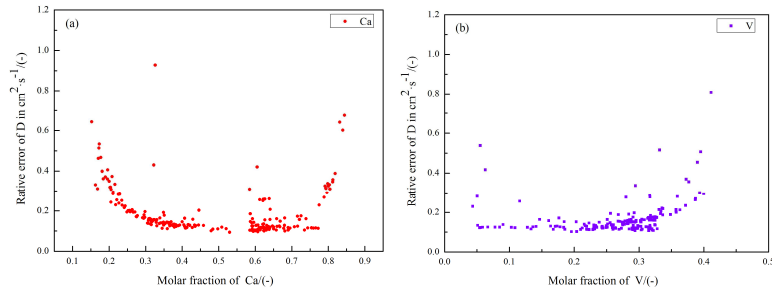 (a)
Ca
Rative error of D in cm²·s⁻¹/(-)
1.2
1.0
0.8
0.6
0.4
0.2
0.0
0.1 0.2 0.3 0.4 0.5 0.6 0.7 0.8 0.9
Molar fraction of Ca/(-)
(b)
V
Rative error of D in cm²·s⁻¹/(-)
1.2
1.0
0.8
0.6
0.4
0.2
0.0
0.0 0.1 0.2 0.3 0.4 0.5
Molar fraction of V/(-)